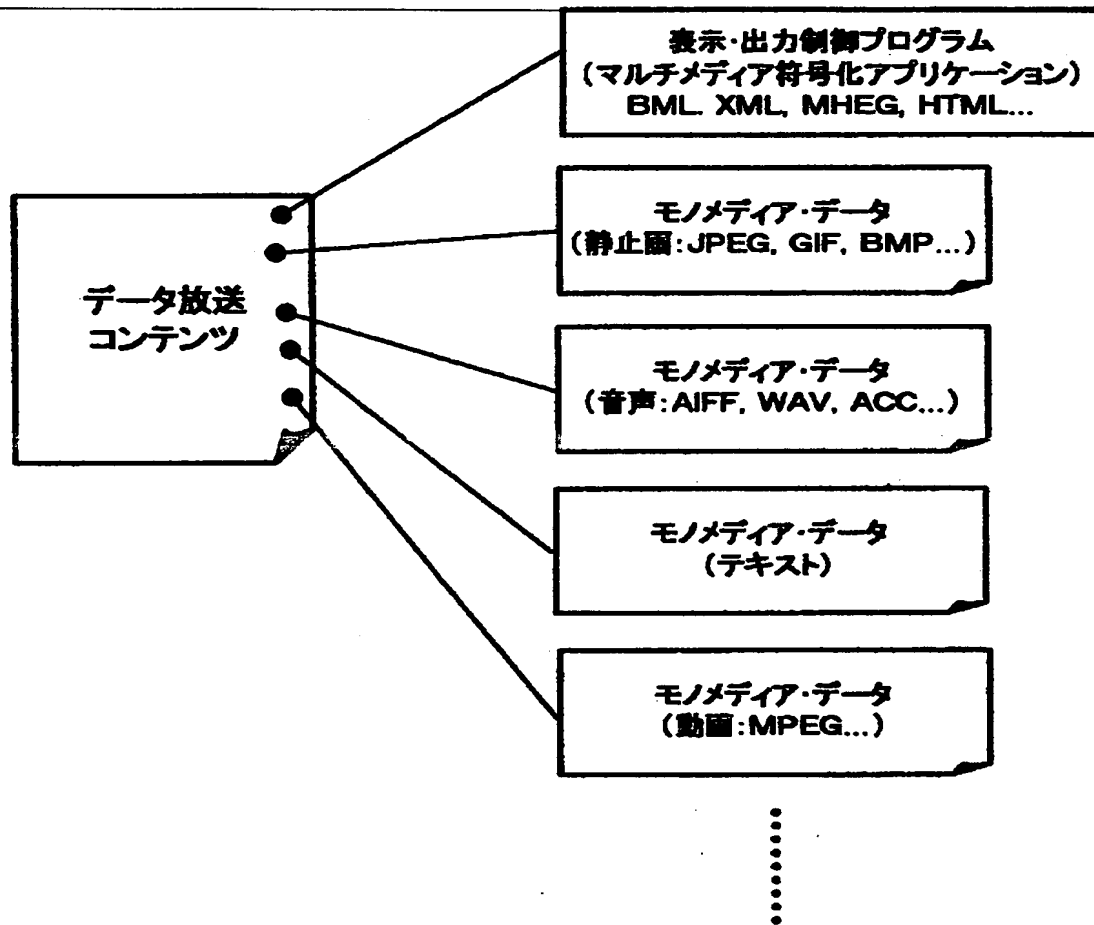 表示・出力制御プログラム
(マルチメディア符号化アプリケーション)
BML. XML, MHEG, HTML...
モノメディア・データ
(静止画:JPEG, GIF, BMP...)
データ放送
コンテンツ
モノメディア・データ
(音声:AIFF, WAV, ACC...)
モノメディア・データ
(テキスト)
モノメディア・データ
(動画:MPEG...)